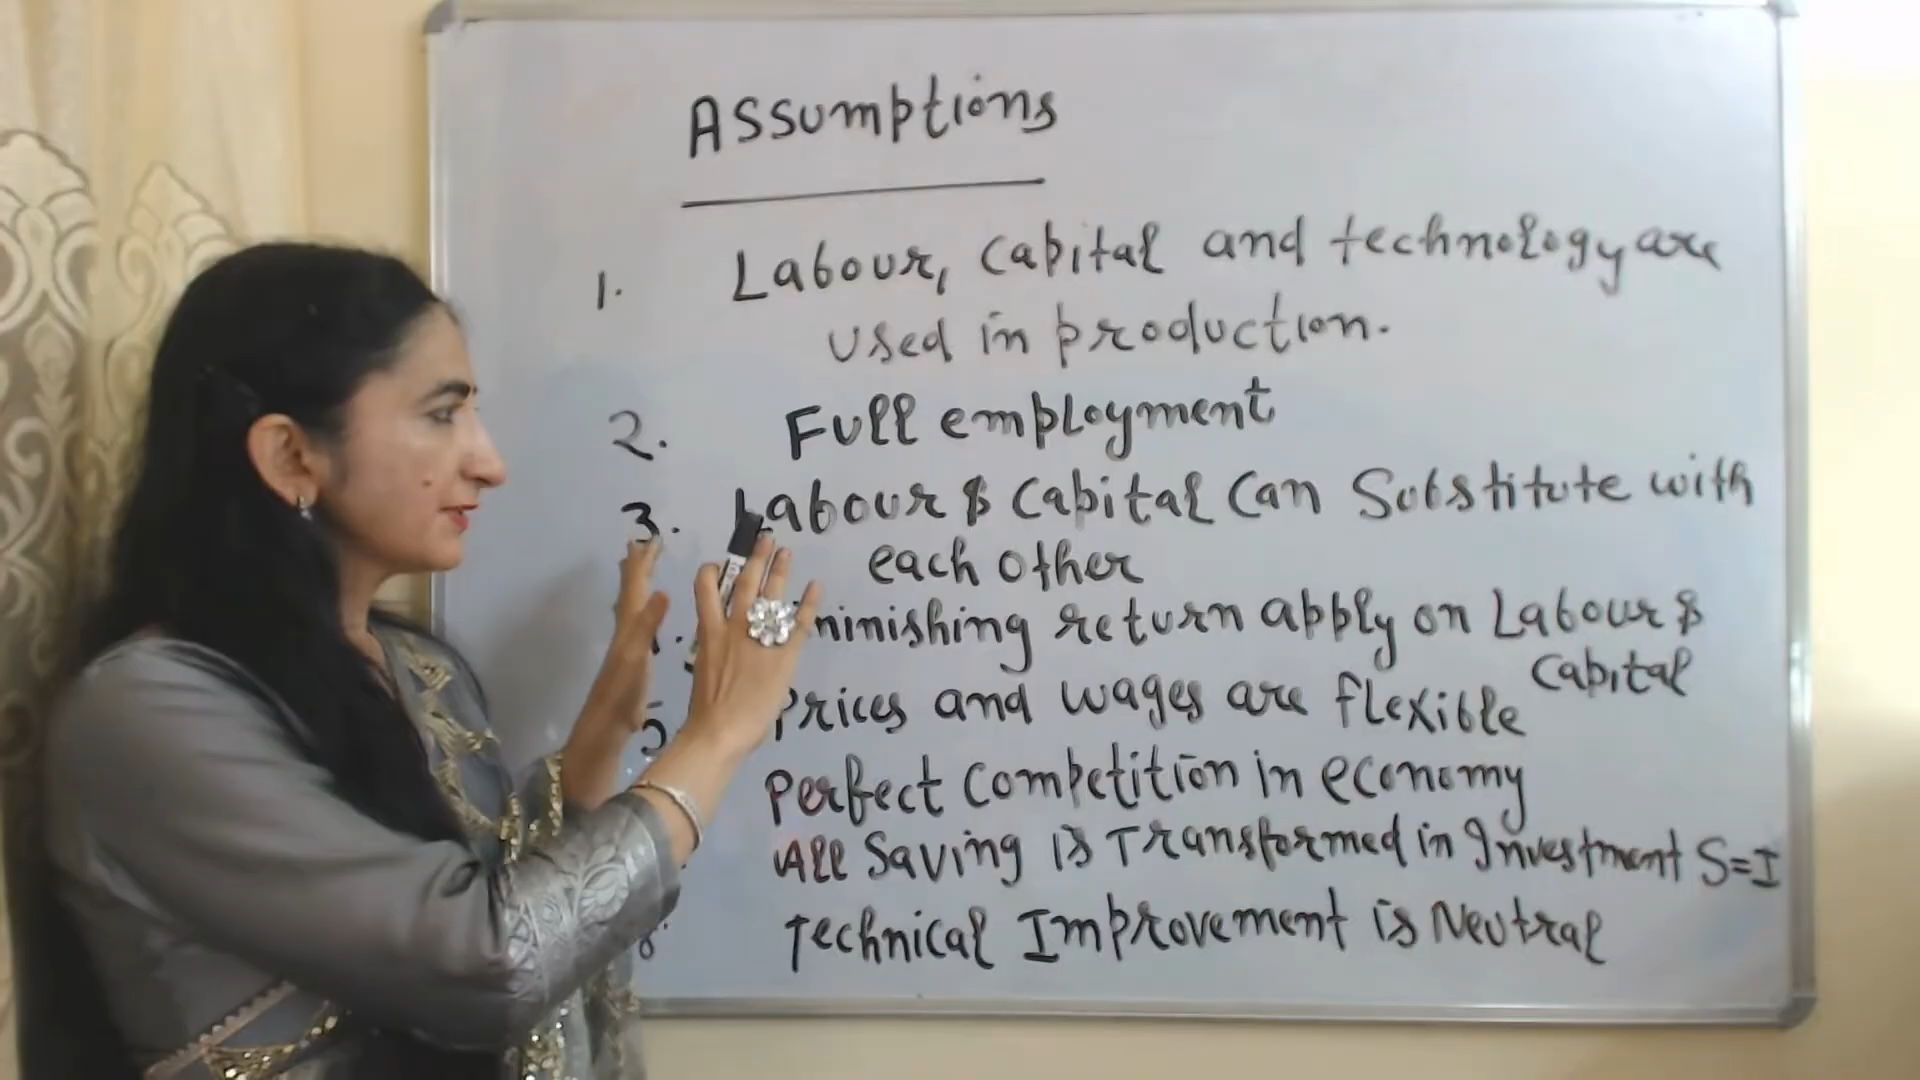 Assumptions
1. Labour, Capital and technology are
used in production.
2. Full employment
3. Labour & Capital Can Substitute with
each other
return apply on Labour &
Capital
5 Prices and wages are flexible
Perfect Competition in economy
All Saving is Transformed in Investment S=I
8. Technical Improvement is Neutral